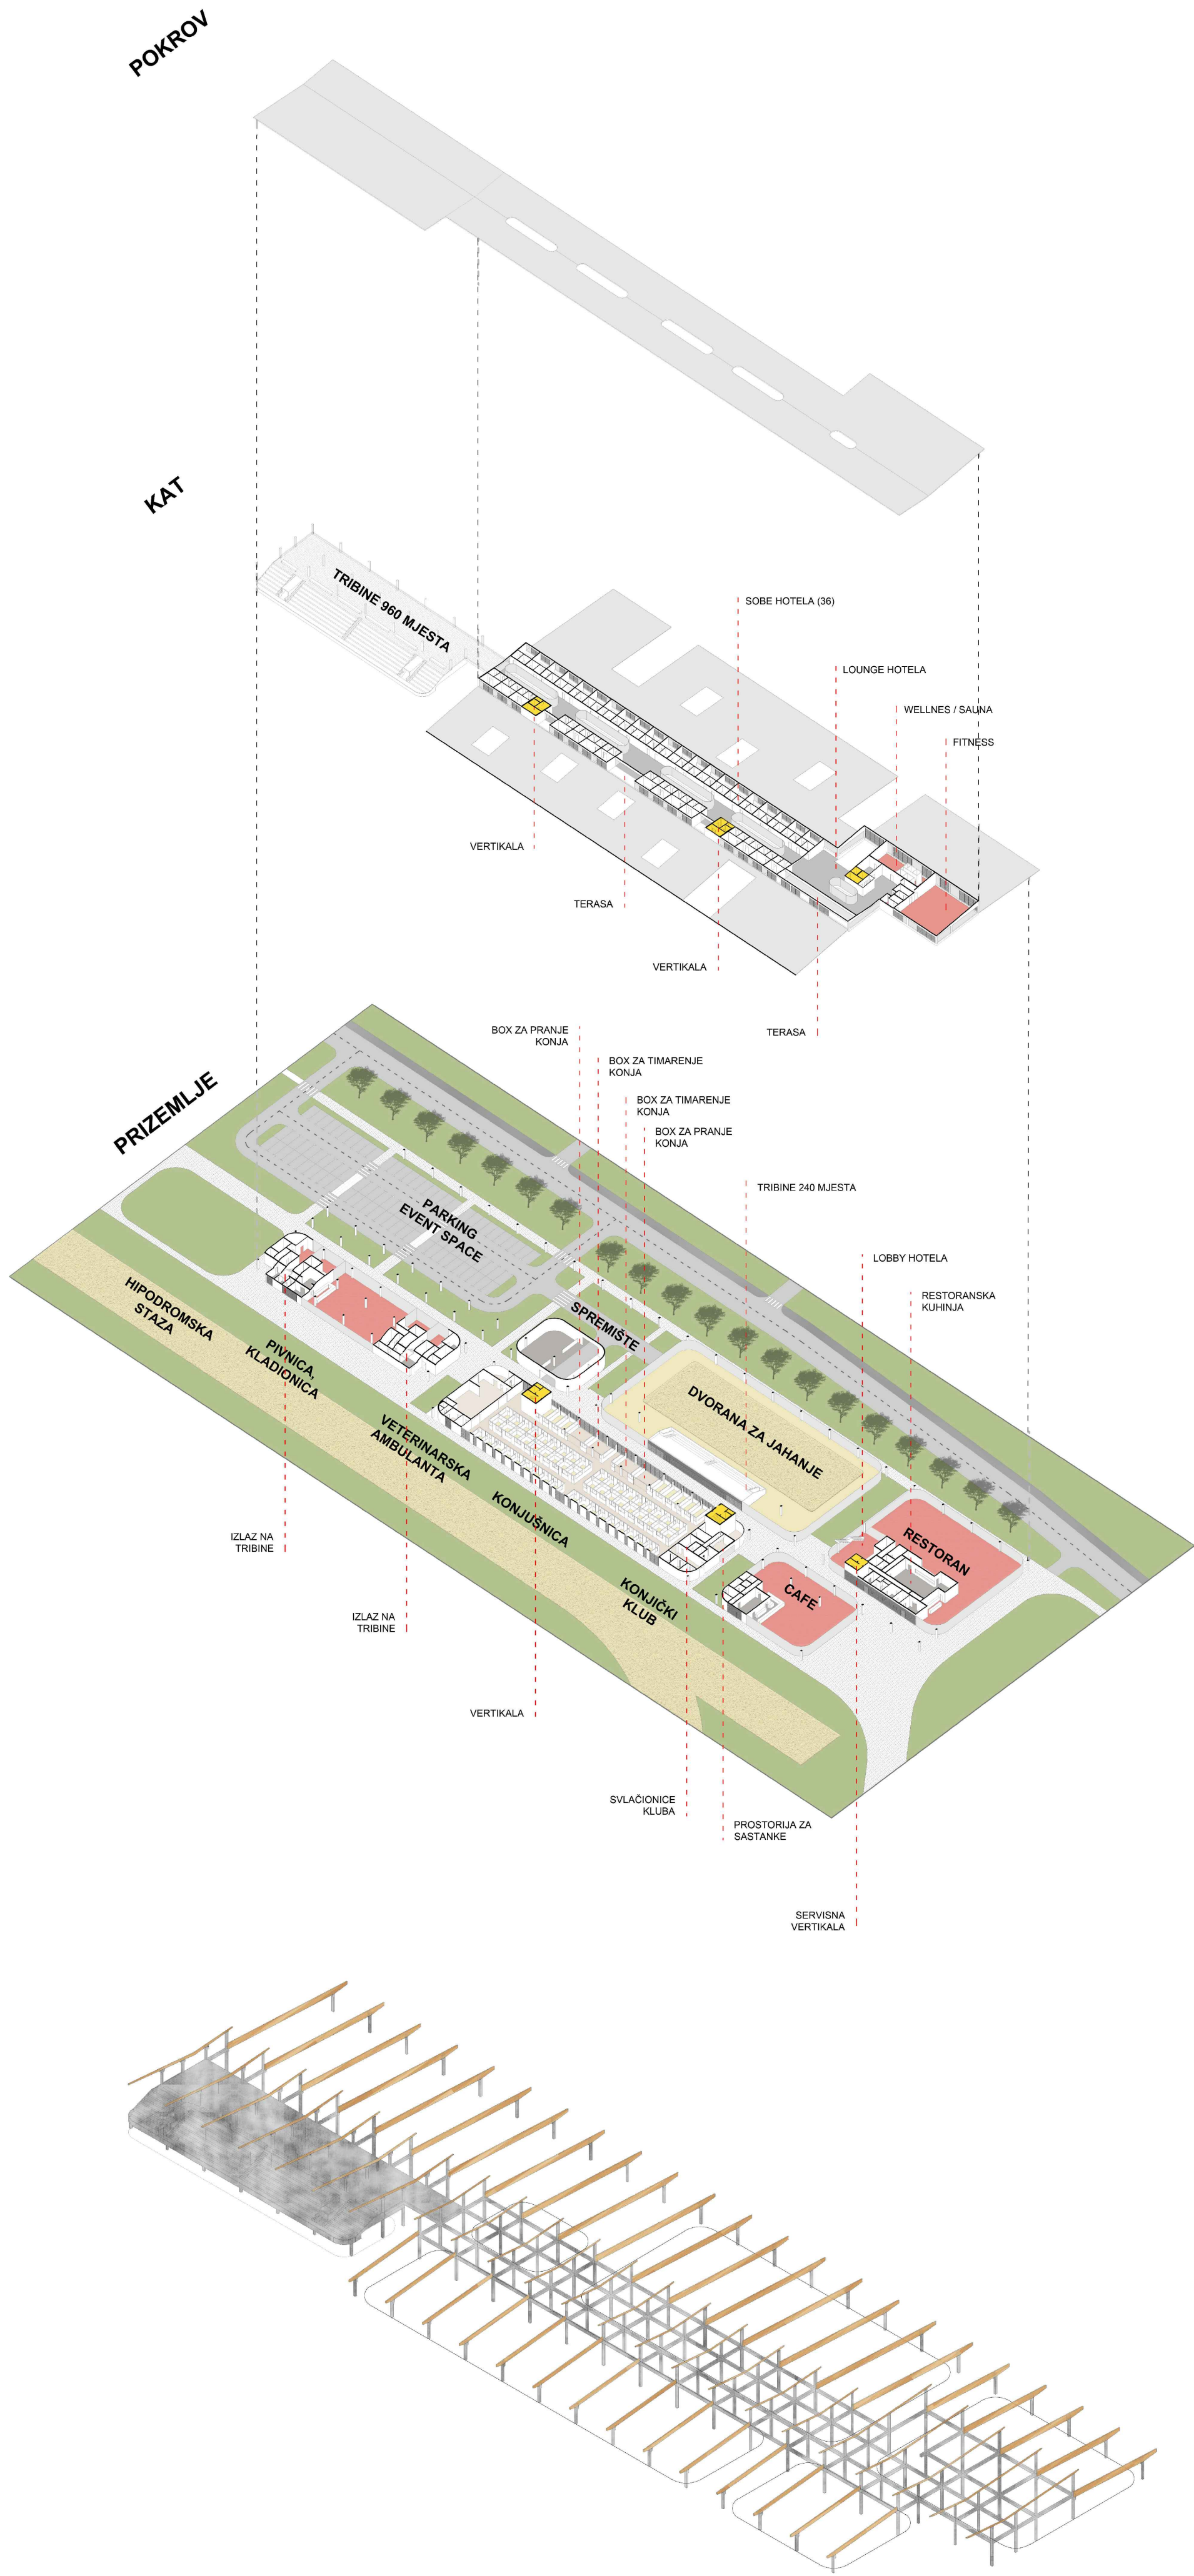 POKROV
KAT
TRIBINE 960 MJESTA
SOBE HOTELA (36)
LOUNGE HOTELA
WELLNES / SAUNA
FITNESS
VERTIKALA
TERASA
VERTIKALA
TERASA
PRIZEMLJE
BOX ZA PRANJE
KONJA
BOX ZA TIMARENJE
KONJA
BOX ZA TIMARENJE
KONJA
BOX ZA PRANJE
KONJA
TRIBINE 240 MJESTA
LOBBY HOTELA
RESTORANSKA
KUHINJA
PARKING
EVENT SPACE
SPREMIŠTE
HIPODROMSKA
STAZA
PIVNICA,
KLADIONICA
VETERINARSKA
AMBULANTA
DVORANA ZA JAHANJE
KONJUŠNICA
RESTORAN
CAFE
KONJIČKI
KLUB
IZLAZ NA
TRIBINE
IZLAZ NA
TRIBINE
VERTIKALA
SVLAČIONICE
KLUBA
PROSTORIJA ZA
SASTANKE
SERVISNA
VERTIKALA